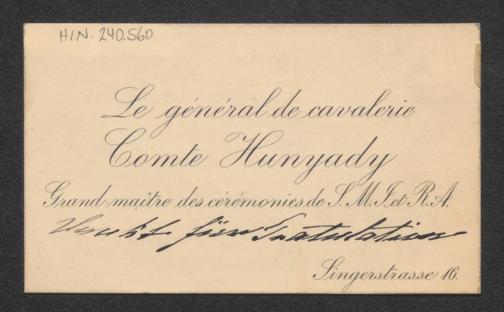 H.I.N. 240.560
Le général de cavalerie
Comte Hunyady
Grand-maître des cérémonies de S.M.I. et R.A.
dankt für Gratulation
Singerstrasse 16.